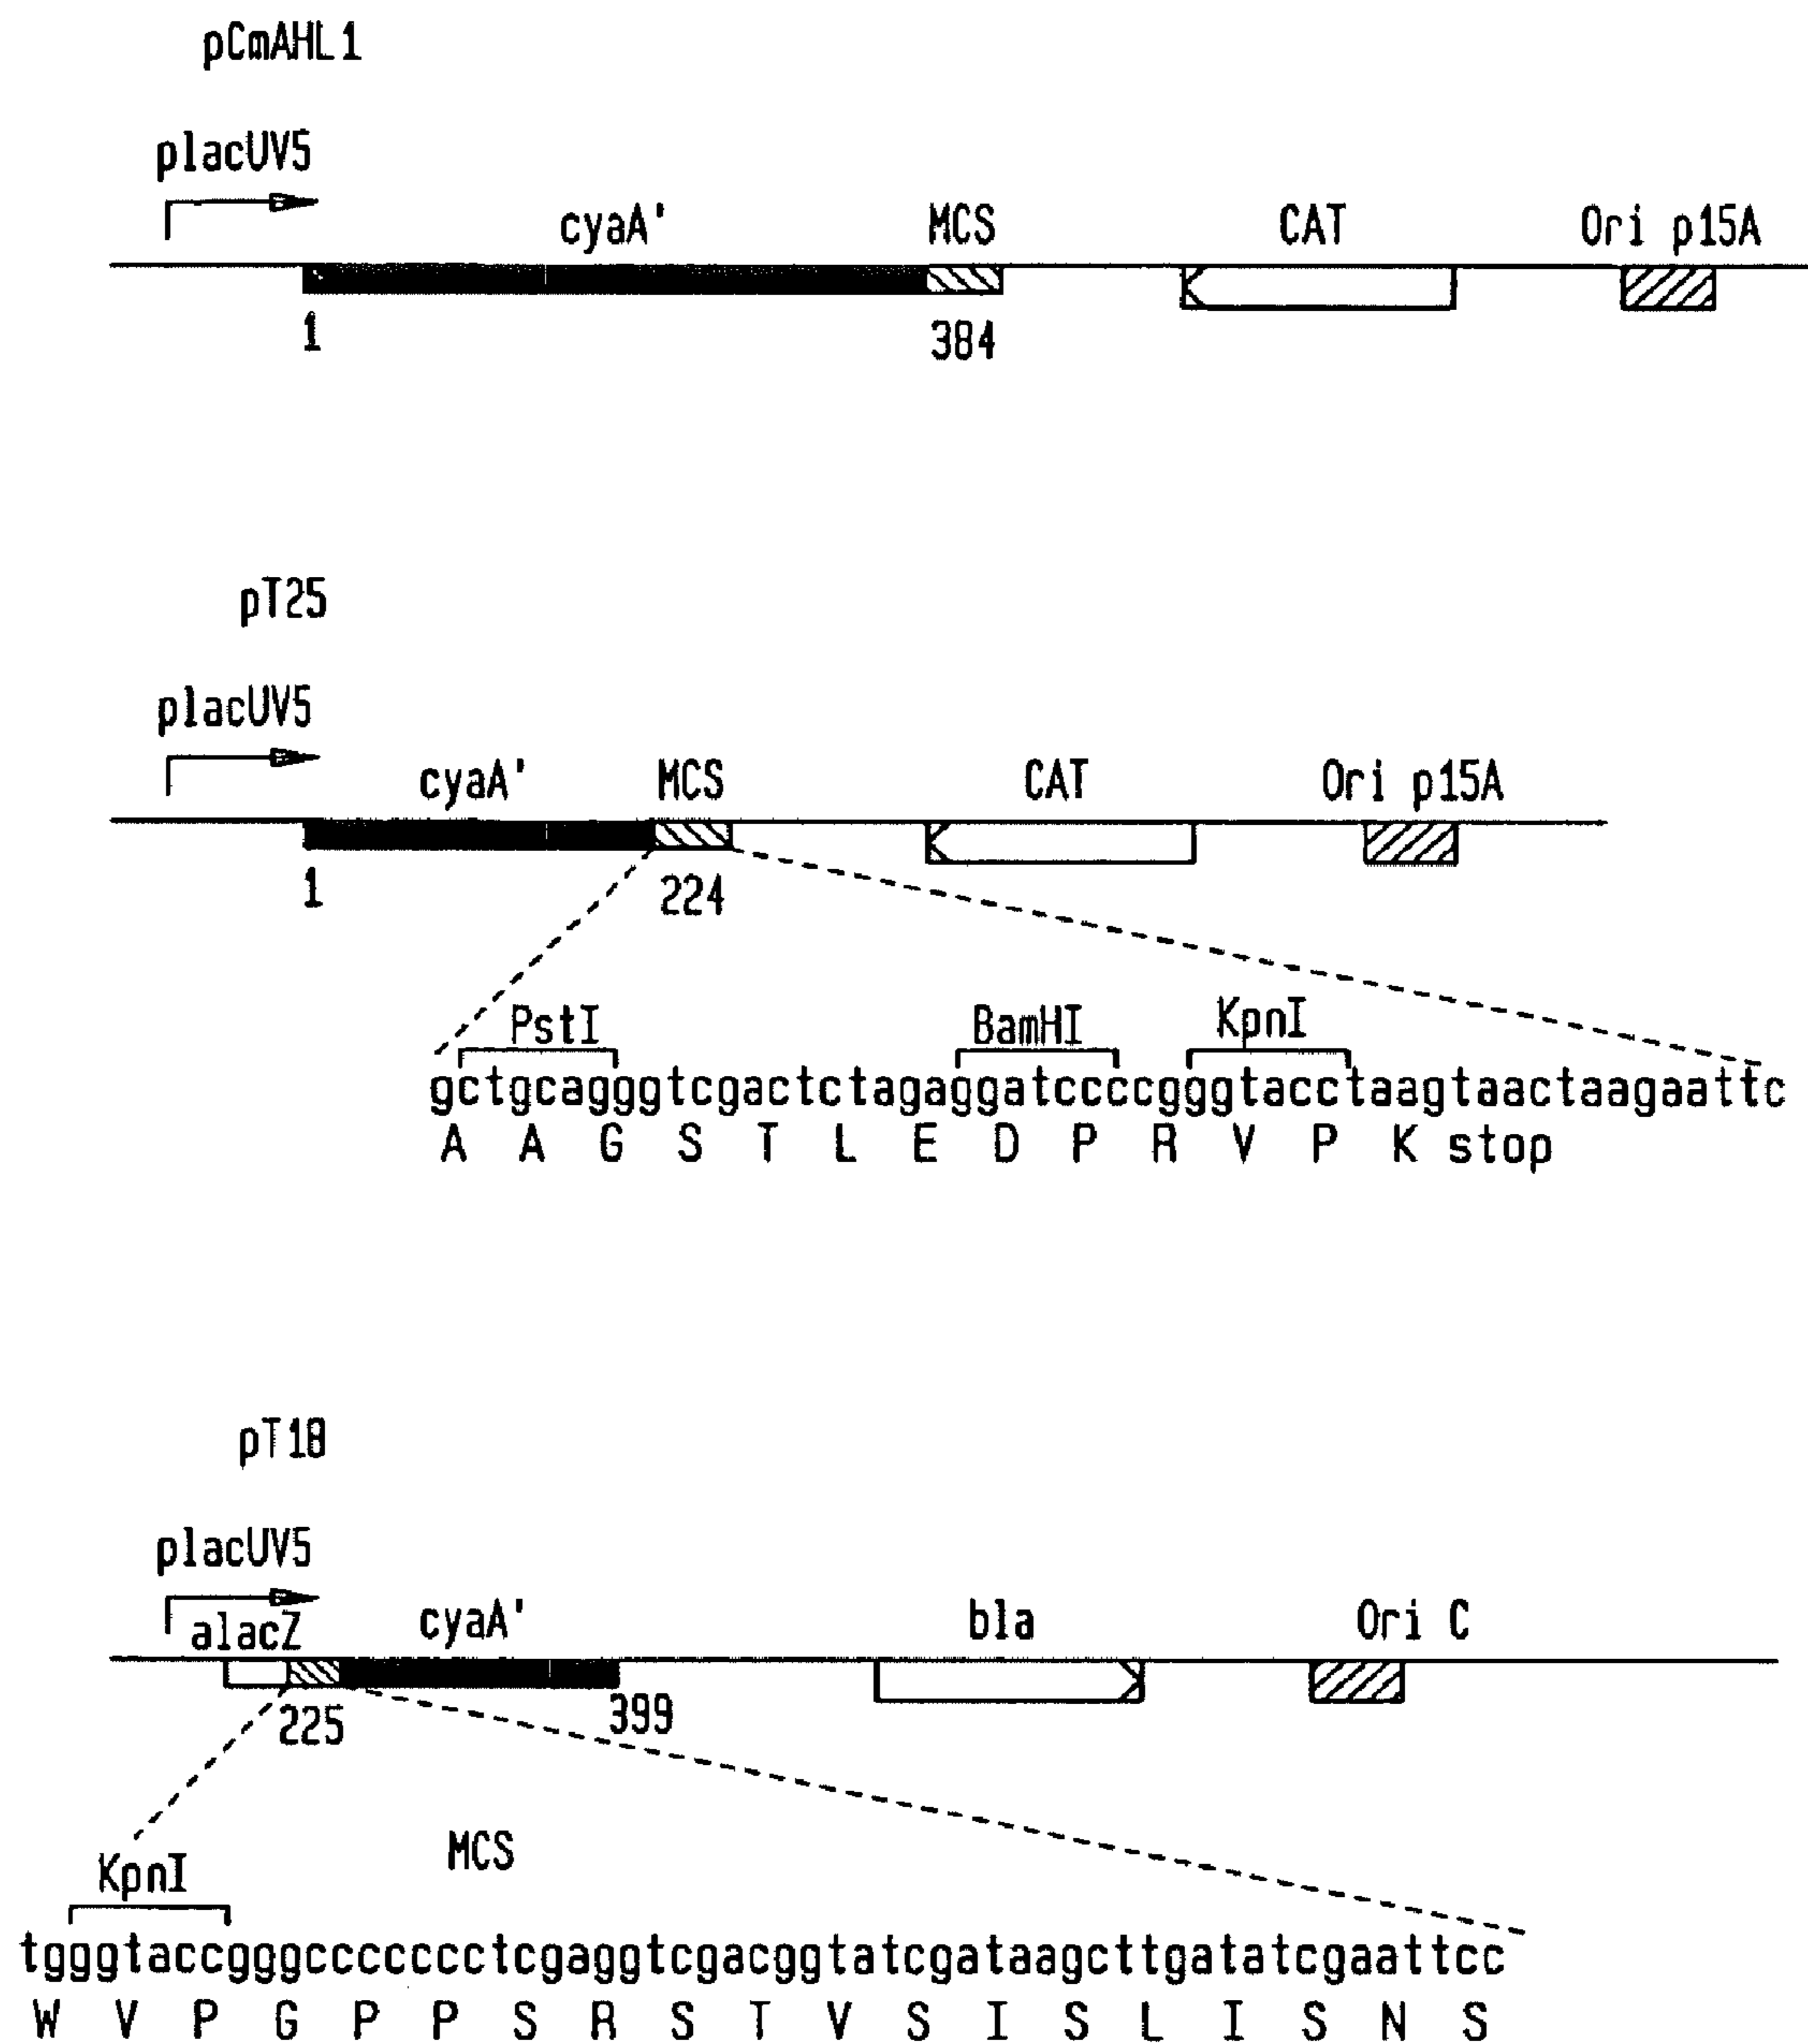 pCmAHL1
placUV5
cyaA' MCS CAT Ori p15A
1 384
pT25
placUV5
cyaA' MCS CAT Ori p15A
1 224
PstI BamHI KpnI
gctgcagggtcgactctagaggatccccgggtacctaagtaactaagaattc
A A G S T L E D P R V P K stop
pT18
placUV5
alacZ cyaA' bla Ori C
225 399
MCS
KpnI
tgggtaccgggccccccctcgaggtcgacggtatcgataagcttgatatcgaattcc
W V P G P P S R S T V S I S L I S N S